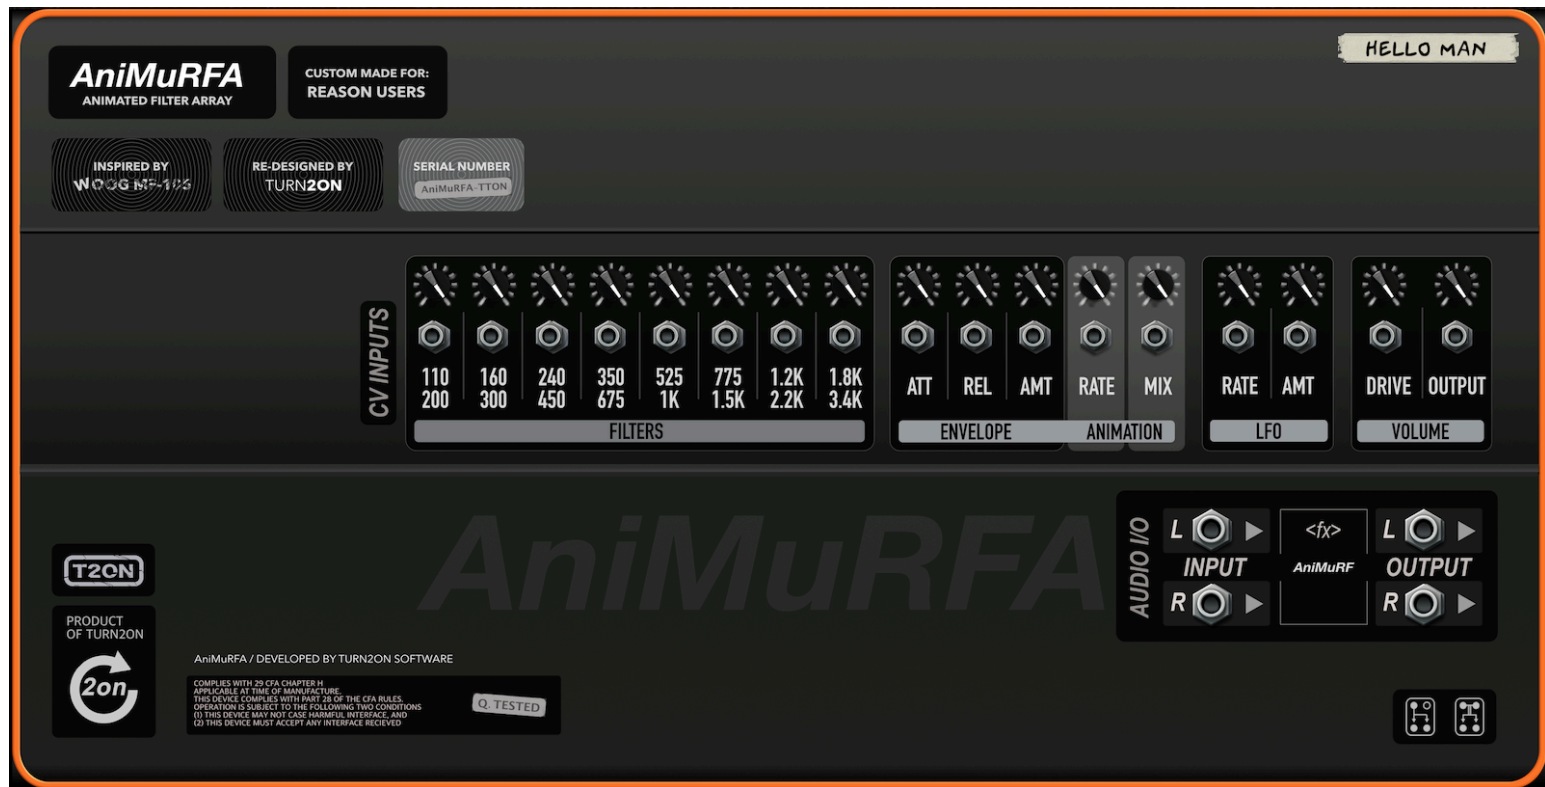 HELLO MAN
AniMuRFA
ANIMATED FILTER ARRAY
CUSTOM MADE FOR:
REASON USERS
INSPIRED BY
WOOG MF-105
RE-DESIGNED BY
TURN2ON
SERIAL NUMBER
AniMuRFA-TTON
CV INPUTS
110 160 240 350 525 775 1.2K 1.8K
200 300 450 675 1K 1.5K 2.2K 3.4K
FILTERS
ATT REL AMT RATE MIX
ENVELOPE ANIMATION
RATE AMT
LFO
DRIVE OUTPUT
VOLUME
AniMuRFA
AUDIO I/O
L <fx> L
INPUT AniMuRF OUTPUT
R R
T2ON
PRODUCT
OF TURN2ON
2on
AniMuRFA / DEVELOPED BY TURN2ON SOFTWARE
COMPLIES WITH 29 CFA CHAPTER H
APPLICABLE AT TIME OF MANUFACTURE.
THIS DEVICE COMPLIES WITH PART 28 OF THE CFA RULES.
OPERATION IS SUBJECT TO THE FOLLOWING TWO CONDITIONS
(1) THIS DEVICE MAY NOT CASE HARMFUL INTERFACE, AND
(2) THIS DEVICE MUST ACCEPT ANY INTERFACE RECIEVED
Q. TESTED